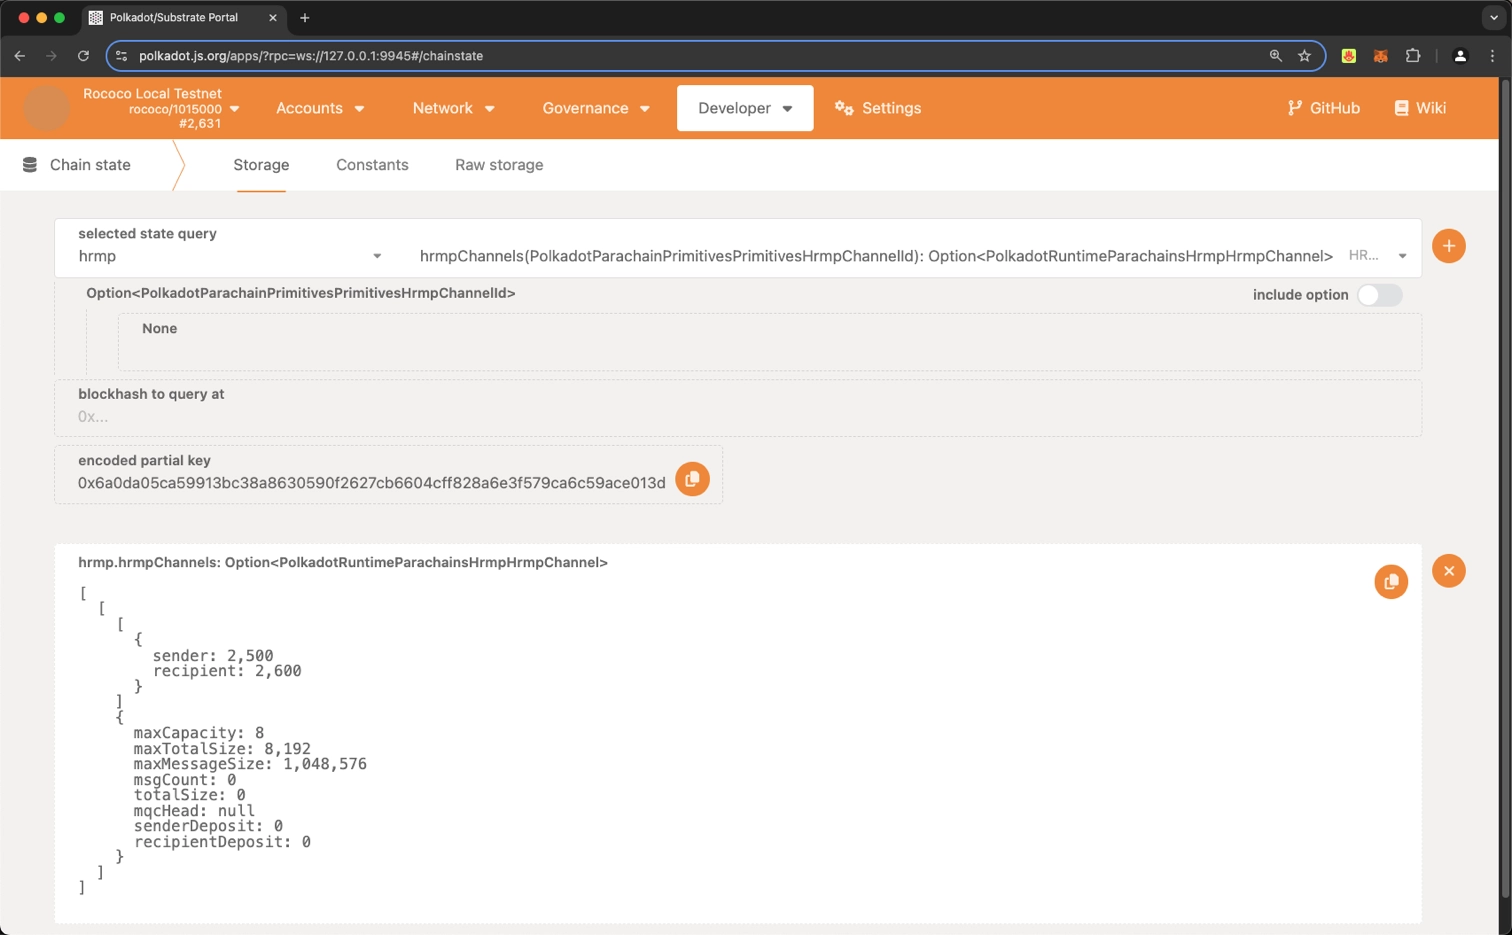 Polkadot/Substrate Portal
polkadot.js.org/apps/?rpc=ws://127.0.0.1:9945#/chainstate
Rococo Local Testnet
rococo/1015000
#2,631
Accounts
Network
Governance
Developer
Settings
GitHub
Wiki
Chain state
Storage
Constants
Raw storage
selected state query
hrmp
hrmpChannels(PolkadotParachainPrimitivesPrimitivesHrmpChannelId): Option<PolkadotRuntimeParachainsHrmpHrmpChannel>
HR...
Option<PolkadotParachainPrimitivesPrimitivesHrmpChannelId>
include option
None
blockhash to query at
0x...
encoded partial key
0x6a0da05ca59913bc38a8630590f2627cb6604cff828a6e3f579ca6c59ace013d
hrmp.hrmpChannels: Option<PolkadotRuntimeParachainsHrmpHrmpChannel>
[
[
[
{
sender: 2,500
recipient: 2,600
}
]
{
maxCapacity: 8
maxTotalSize: 8,192
maxMessageSize: 1,048,576
msgCount: 0
totalSize: 0
mqcHead: null
senderDeposit: 0
recipientDeposit: 0
}
]
]